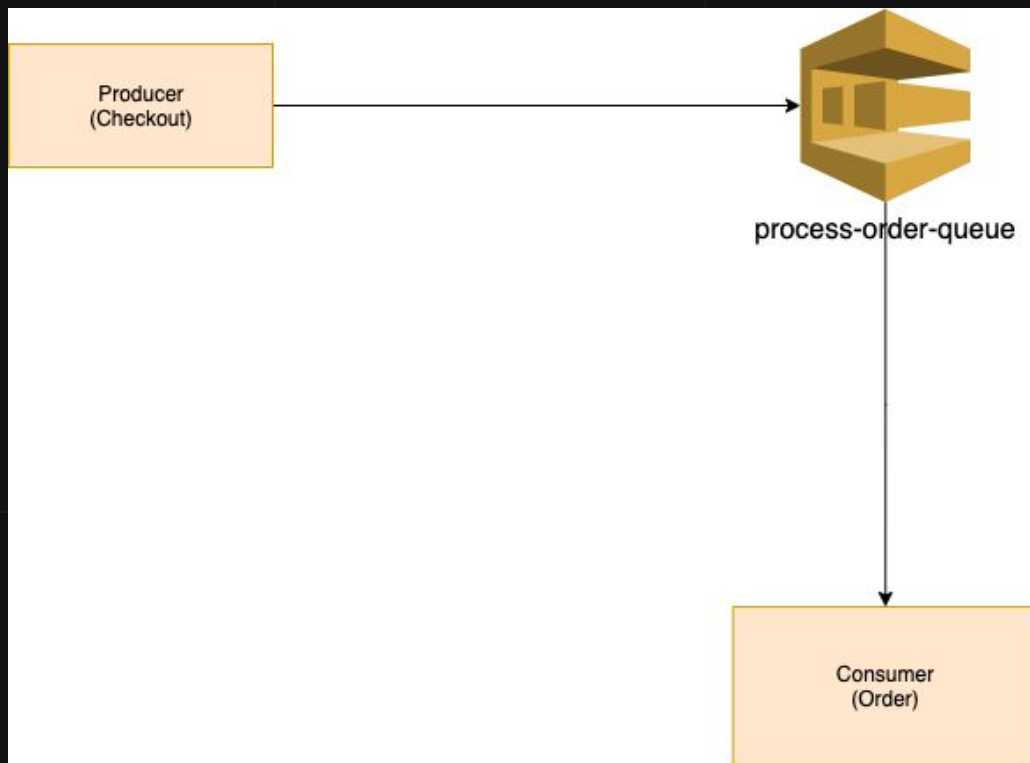 Producer
(Checkout)
process-order-queue
Consumer
(Order)